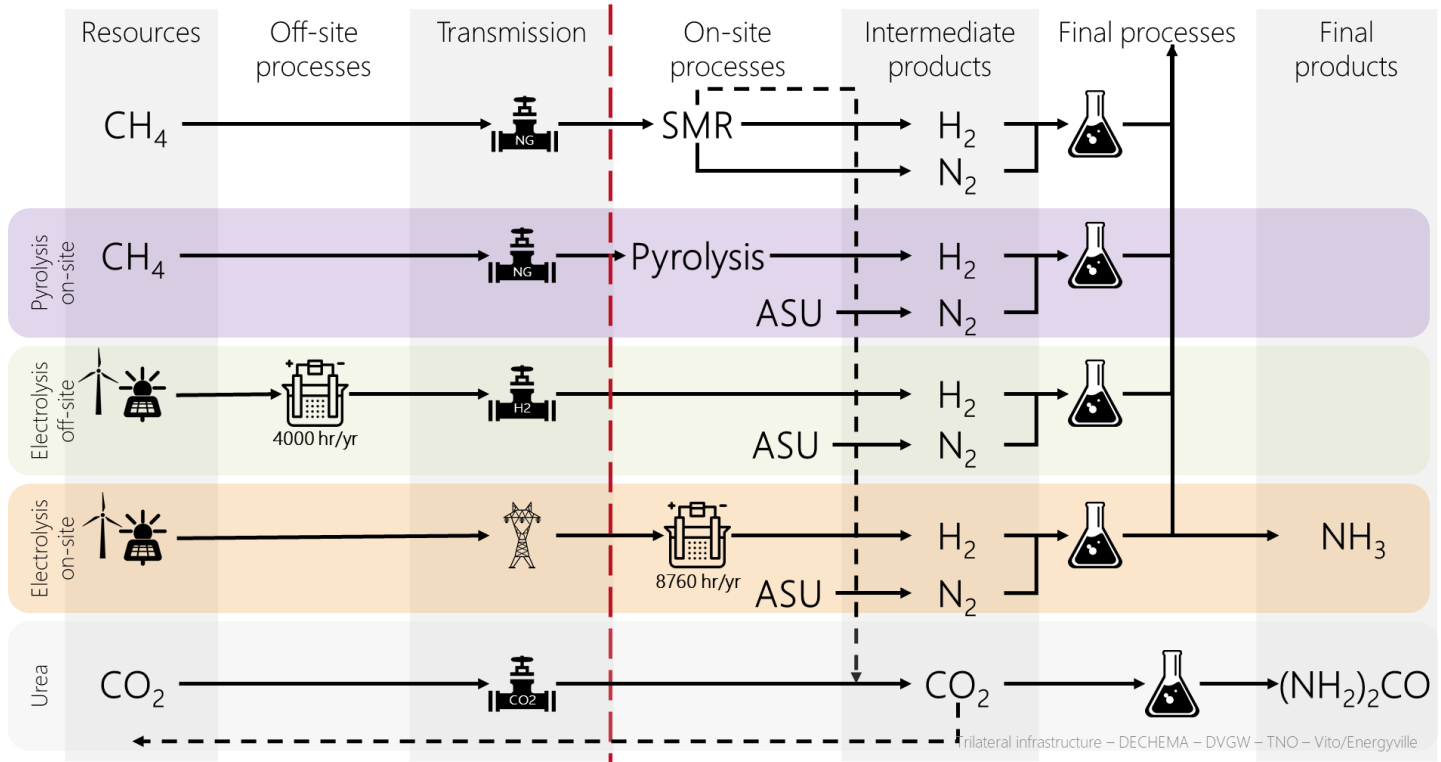 Resources
Off-site
processes
Transmission
On-site
processes
Intermediate
products
Final processes
Final
products
CH₄
NG
SMR
H₂
N₂
Pyrolysis
on-site
CH₄
NG
Pyrolysis
H₂
ASU
N₂
Electrolysis
off-site
4000 hr/yr
H2
H₂
ASU
N₂
Electrolysis
on-site
8760 hr/yr
H₂
NH₃
ASU
N₂
Urea
CO₂
CO2
CO₂
(NH₂)₂CO
Trilateral infrastructure – DECHEMA – DVGW – TNO – Vito/Energyville